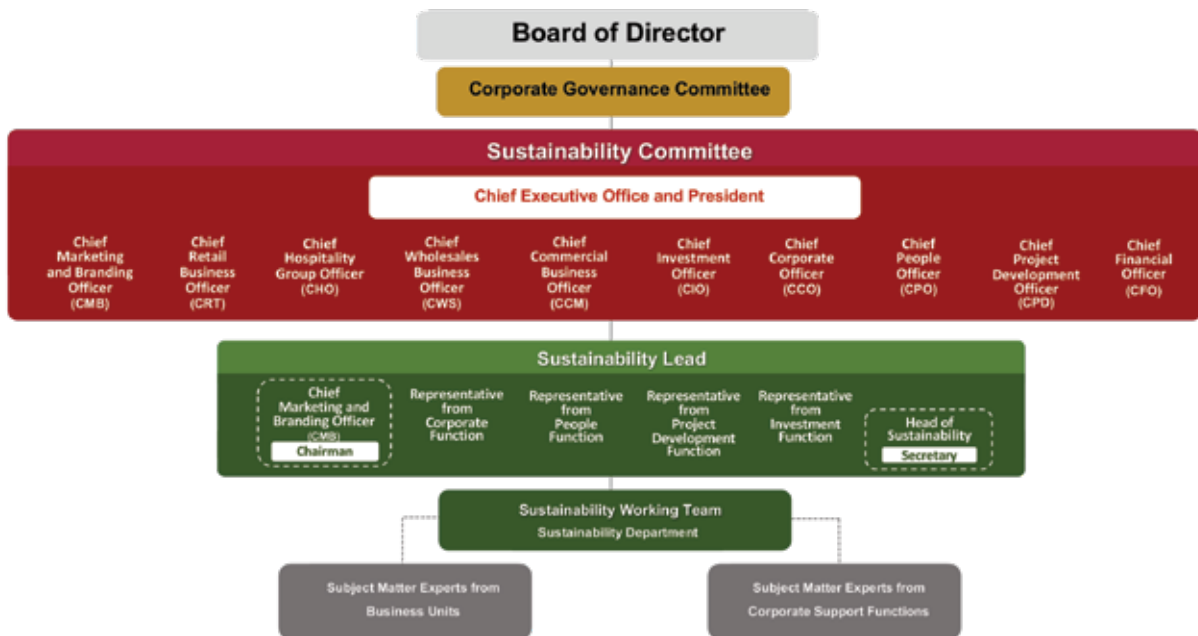 Board of Director
Corporate Governance Committee
Sustainability Committee
Chief Executive Office and President
Chief
Marketing
and Branding
Officer
(CMB)
Chief
Retail
Business
Officer
(CRT)
Chief
Hospitality
Group Officer
(CHO)
Chief
Wholesales
Business
Officer
(CWS)
Chief
Commercial
Business
Officer
(CCM)
Chief
Investment
Officer
(CIO)
Chief
Corporate
Officer
(CCO)
Chief
People
Officer
(CPO)
Chief
Project
Development
Officer
(CPD)
Chief
Financial
Officer
(CFO)
Sustainability Lead
Chief
Marketing and
Branding Officer
(CMB)
Chairman
Representative
from
Corporate
Function
Representative
from
People
Function
Representative
from
Project
Development
Function
Representative
from
Investment
Function
Head of
Sustainability
Secretary
Sustainability Working Team
Sustainability Department
Subject Matter Experts from
Business Units
Subject Matter Experts from
Corporate Support Functions